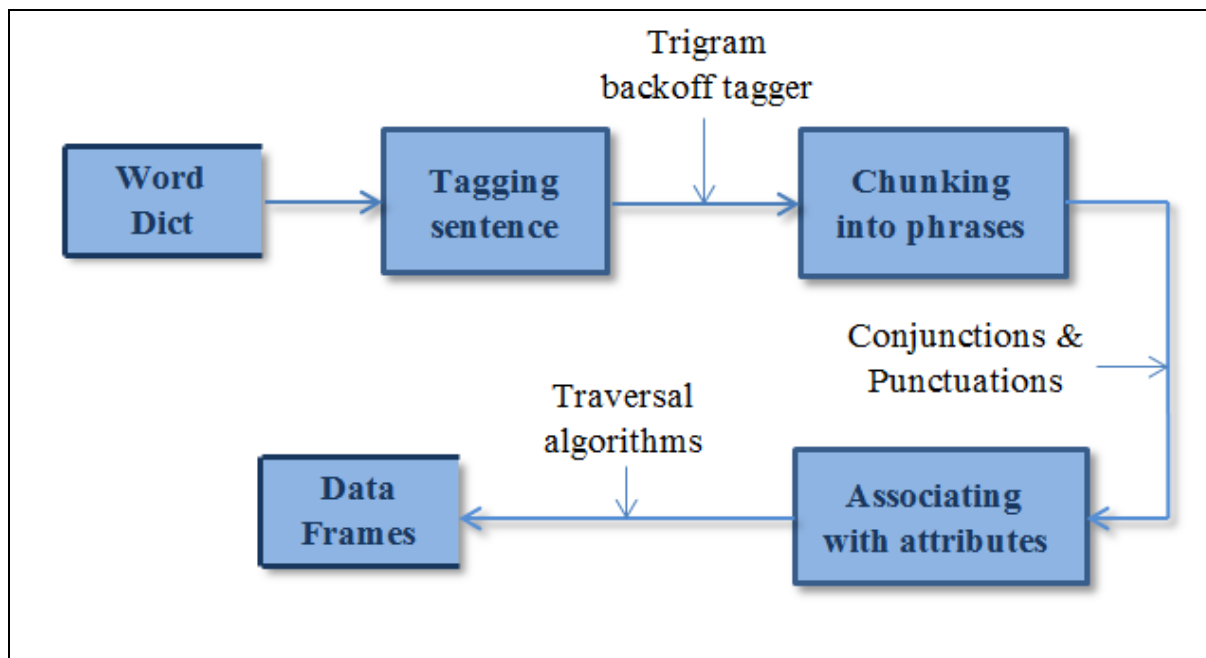 Trigram
backoff tagger
Word
Dict
Tagging
sentence
Chunking
into phrases
Conjunctions &
Punctuations
Traversal
algorithms
Associating
with attributes
Data
Frames